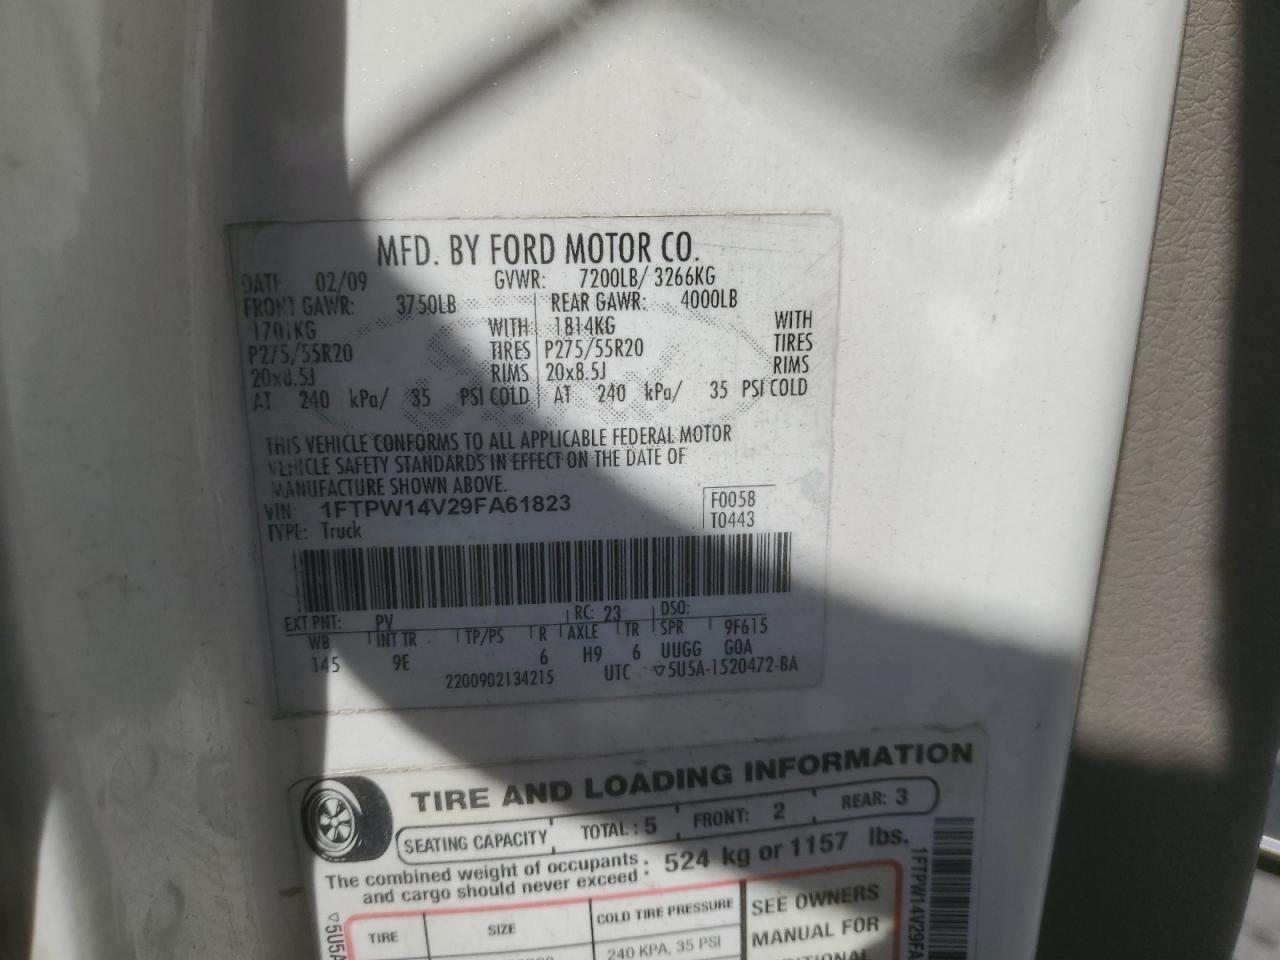 MFD. BY FORD MOTOR CO.
DATE 02/09 GVWR: 7200LB/ 3266KG
FRONT GAWR: 3750LB REAR GAWR: 4000LB
1701KG WITH 1814KG WITH
P275/55R20 TIRES P275/55R20 TIRES
20x8.5J RIMS 20x8.5J RIMS
AT 240 kPa/ 35 PSI COLD AT 240 kPa/ 35 PSI COLD
THIS VEHICLE CONFORMS TO ALL APPLICABLE FEDERAL MOTOR
VEHICLE SAFETY STANDARDS IN EFFECT ON THE DATE OF
MANUFACTURE SHOWN ABOVE.
VIN: 1FTPW14V29FA61823 F0058
TYPE: Truck T0443
EXT PNT: PV RC: 23 DSO:
WB INT TR TP/PS R AXLE TR SPR 9F615
145 9E 6 H9 6 UUGG GOA
2200902134215 UTC ▽5U5A-1520472-BA
TIRE AND LOADING INFORMATION
SEATING CAPACITY TOTAL: 5 FRONT: 2 REAR: 3
The combined weight of occupants
and cargo should never exceed : 524 kg or 1157 lbs.
TIRE SIZE COLD TIRE PRESSURE SEE OWNERS
240 KPA, 35 PSI MANUAL FOR
▽5U5A
1FTPW14V29FA